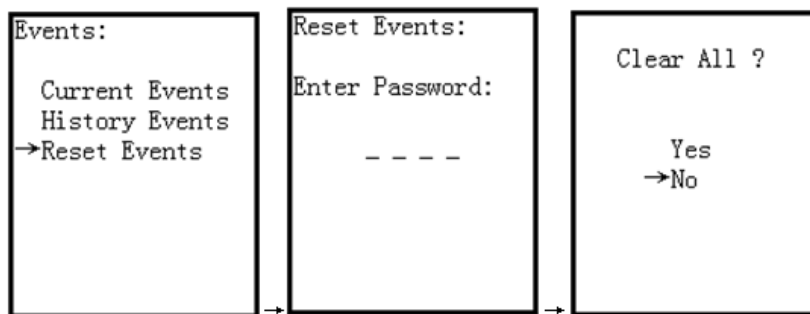 Events:
Current Events
History Events
→Reset Events
Reset Events:
Enter Password:
_ _ _ _
Clear All ?
Yes
→No